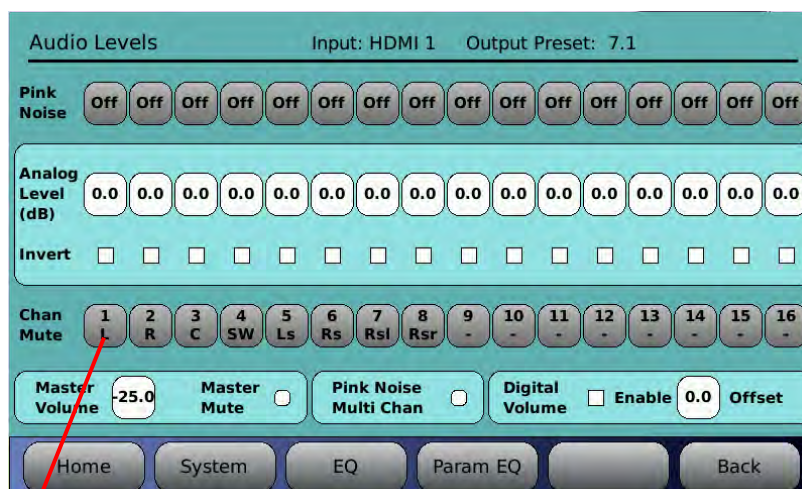 Audio Levels Input: HDMI 1 Output Preset: 7.1
Pink Noise Off Off Off Off Off Off Off Off Off Off Off Off Off Off Off Off
Analog Level (dB) 0.0 0.0 0.0 0.0 0.0 0.0 0.0 0.0 0.0 0.0 0.0 0.0 0.0 0.0 0.0 0.0
Invert
Chan Mute 1 L 2 R 3 C 4 SW 5 Ls 6 Rs 7 Rsl 8 Rsr 9 - 10 - 11 - 12 - 13 - 14 - 15 - 16 -
Master Volume -25.0 Master Mute Pink Noise Multi Chan Digital Volume Enable 0.0 Offset
Home System EQ Param EQ Back